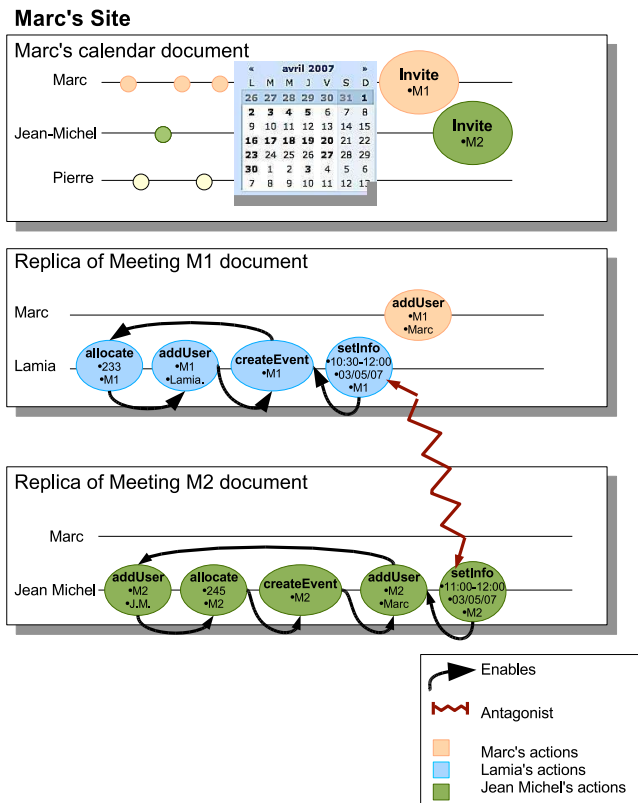 Marc's Site
Marc's calendar document
Marc
« avril 2007 »
L M M J V S D
26 27 28 29 30 31 1
2 3 4 5 6 7 8
9 10 11 12 13 14 15
16 17 18 19 20 21 22
23 24 25 26 27 28 29
30 1 2 3 4 5 6
7 8 9 10 11 12 13
Invite
•M1
Jean-Michel
Invite
•M2
Pierre
Replica of Meeting M1 document
Marc
addUser
•M1
•Marc
Lamia
allocate
•233
•M1
addUser
•M1
•Lamia.
createEvent
•M1
setInfo
•10:30-12:00
•03/05/07
•M1
Replica of Meeting M2 document
Marc
Jean Michel
addUser
•M2
•J.M.
allocate
•245
•M2
createEvent
•M2
addUser
•M2
•Marc
setInfo
•11:00-12:00
•03/05/07
•M2
Enables
Antagonist
Marc's actions
Lamia's actions
Jean Michel's actions